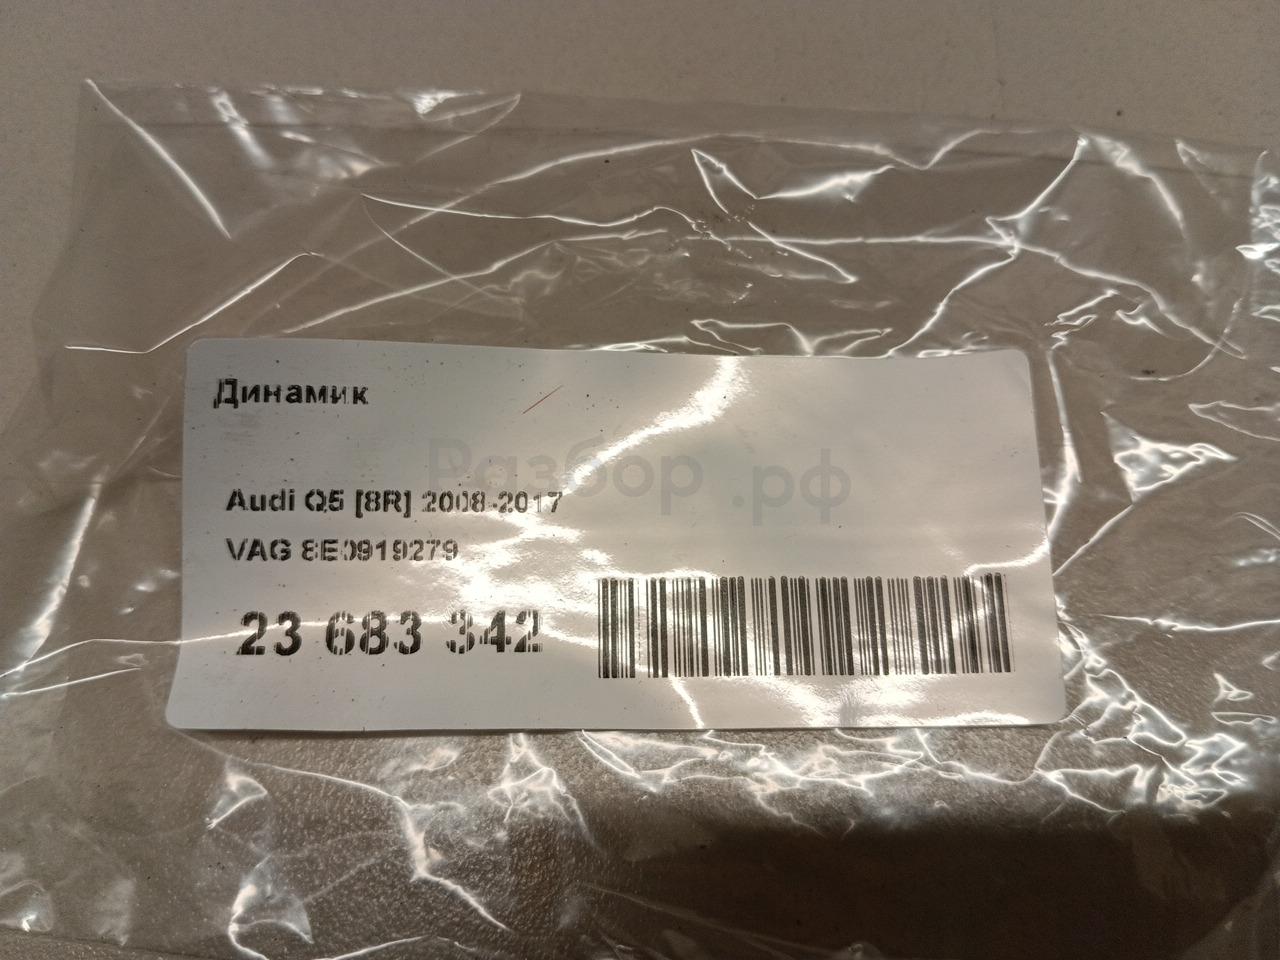 Динамик
Разбор.рф
Audi Q5 [8R] 2008-2017
VAG 8E0919279
23 683 342